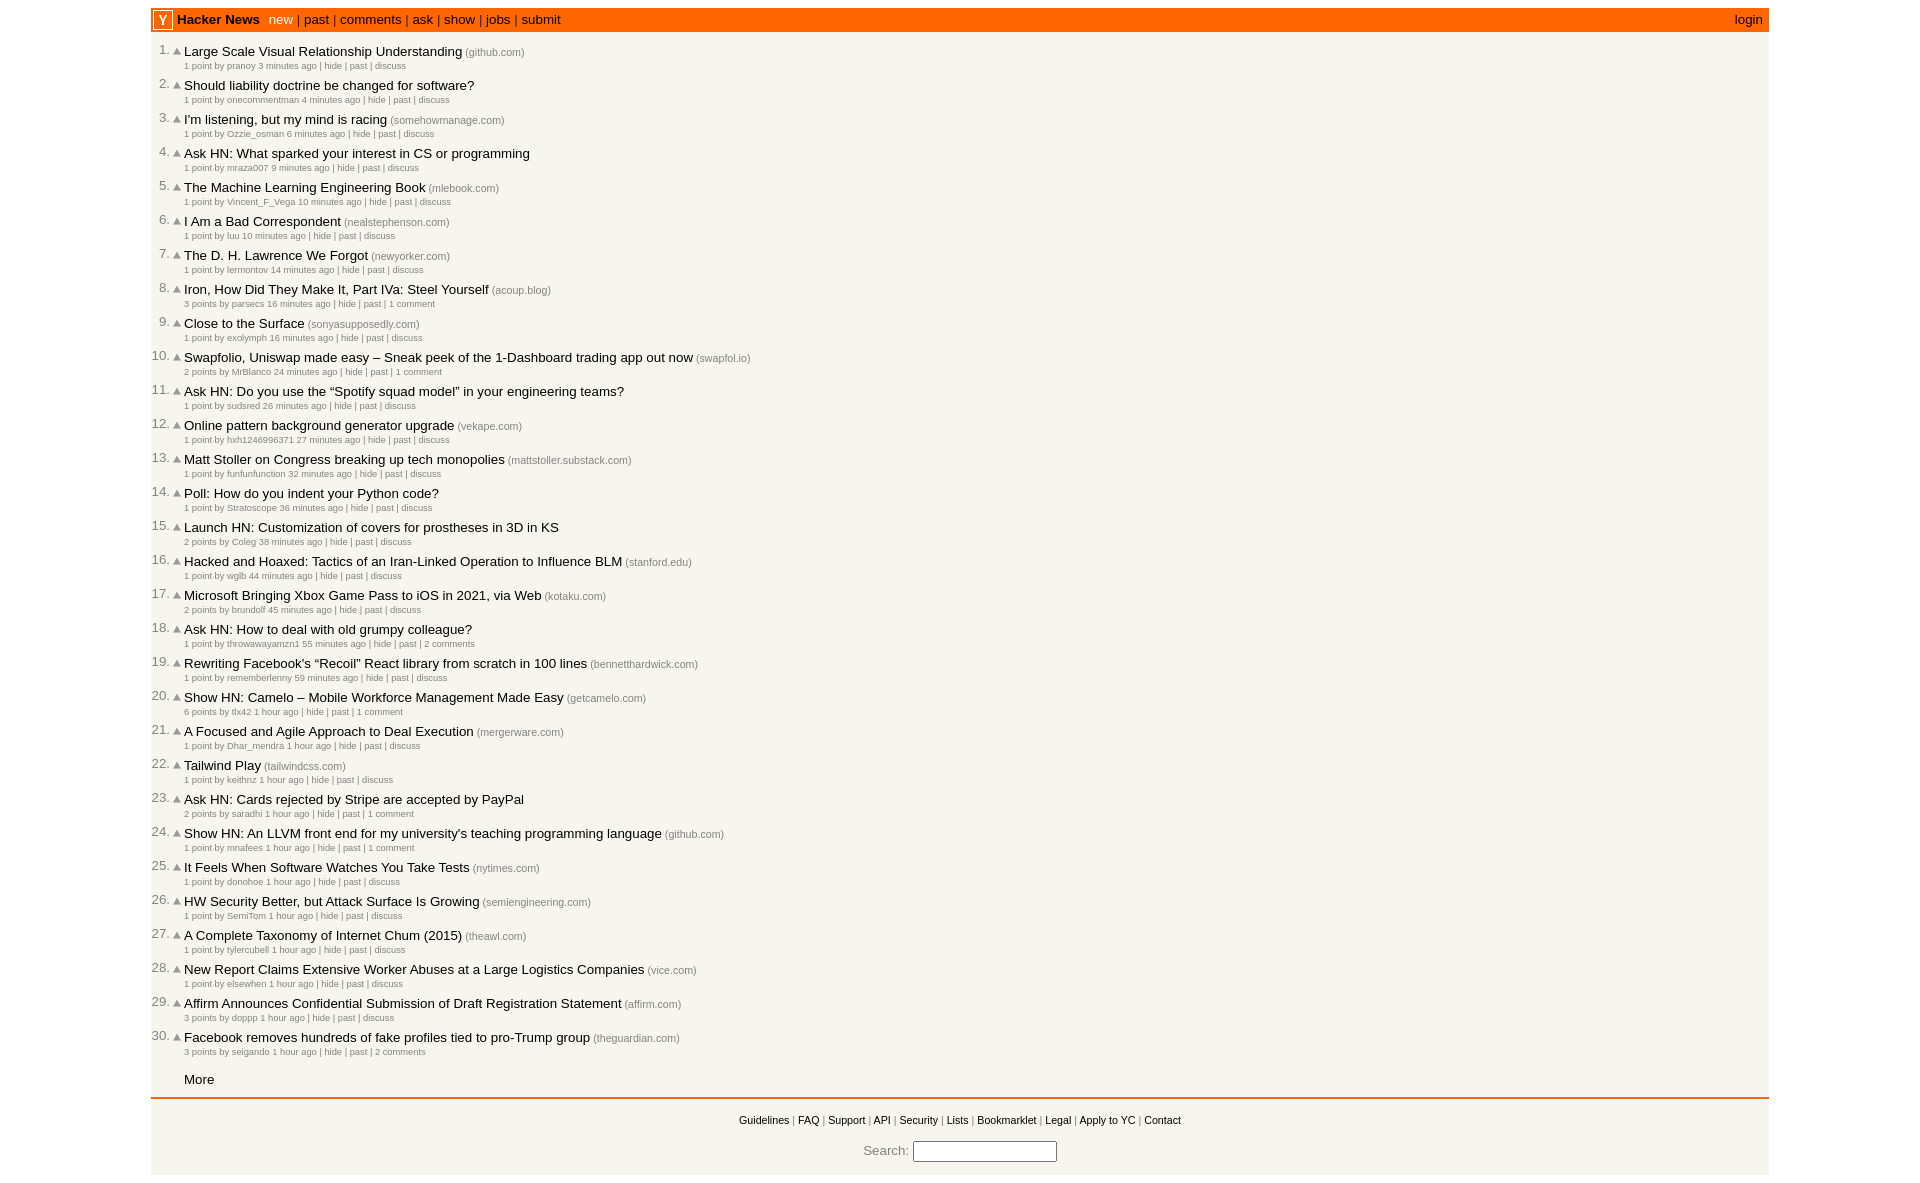 Y Hacker News new | past | comments | ask | show | jobs | submit login
1. Large Scale Visual Relationship Understanding (github.com)
1 point by pranoy 3 minutes ago | hide | past | discuss
2. Should liability doctrine be changed for software?
1 point by onecommentman 4 minutes ago | hide | past | discuss
3. I'm listening, but my mind is racing (somehowmanage.com)
1 point by Ozzie_osman 6 minutes ago | hide | past | discuss
4. Ask HN: What sparked your interest in CS or programming
1 point by mraza007 9 minutes ago | hide | past | discuss
5. The Machine Learning Engineering Book (mlebook.com)
1 point by Vincent_F_Vega 10 minutes ago | hide | past | discuss
6. I Am a Bad Correspondent (nealstephenson.com)
1 point by luu 10 minutes ago | hide | past | discuss
7. The D. H. Lawrence We Forgot (newyorker.com)
1 point by lermontov 14 minutes ago | hide | past | discuss
8. Iron, How Did They Make It, Part IVa: Steel Yourself (acoup.blog)
3 points by parsecs 16 minutes ago | hide | past | 1 comment
9. Close to the Surface (sonyasupposedly.com)
1 point by exolymph 16 minutes ago | hide | past | discuss
10. Swapfolio, Uniswap made easy – Sneak peek of the 1-Dashboard trading app out now (swapfol.io)
2 points by MrBlanco 24 minutes ago | hide | past | 1 comment
11. Ask HN: Do you use the “Spotify squad model” in your engineering teams?
1 point by sudsred 26 minutes ago | hide | past | discuss
12. Online pattern background generator upgrade (vekape.com)
1 point by hxh1246996371 27 minutes ago | hide | past | discuss
13. Matt Stoller on Congress breaking up tech monopolies (mattstoller.substack.com)
1 point by funfunfunction 32 minutes ago | hide | past | discuss
14. Poll: How do you indent your Python code?
1 point by Stratoscope 36 minutes ago | hide | past | discuss
15. Launch HN: Customization of covers for prostheses in 3D in KS
2 points by Coleg 38 minutes ago | hide | past | discuss
16. Hacked and Hoaxed: Tactics of an Iran-Linked Operation to Influence BLM (stanford.edu)
1 point by wglb 44 minutes ago | hide | past | discuss
17. Microsoft Bringing Xbox Game Pass to iOS in 2021, via Web (kotaku.com)
2 points by brundolf 45 minutes ago | hide | past | discuss
18. Ask HN: How to deal with old grumpy colleague?
1 point by throwawayamzn1 55 minutes ago | hide | past | 2 comments
19. Rewriting Facebook's “Recoil” React library from scratch in 100 lines (bennetthardwick.com)
1 point by rememberlenny 59 minutes ago | hide | past | discuss
20. Show HN: Camelo – Mobile Workforce Management Made Easy (getcamelo.com)
6 points by tlx42 1 hour ago | hide | past | 1 comment
21. A Focused and Agile Approach to Deal Execution (mergerware.com)
1 point by Dhar_mendra 1 hour ago | hide | past | discuss
22. Tailwind Play (tailwindcss.com)
1 point by keithnz 1 hour ago | hide | past | discuss
23. Ask HN: Cards rejected by Stripe are accepted by PayPal
2 points by saradhi 1 hour ago | hide | past | 1 comment
24. Show HN: An LLVM front end for my university's teaching programming language (github.com)
1 point by mnafees 1 hour ago | hide | past | 1 comment
25. It Feels When Software Watches You Take Tests (nytimes.com)
1 point by donohoe 1 hour ago | hide | past | discuss
26. HW Security Better, but Attack Surface Is Growing (semiengineering.com)
1 point by SemiTom 1 hour ago | hide | past | discuss
27. A Complete Taxonomy of Internet Chum (2015) (theawl.com)
1 point by tylercubell 1 hour ago | hide | past | discuss
28. New Report Claims Extensive Worker Abuses at a Large Logistics Companies (vice.com)
1 point by elsewhen 1 hour ago | hide | past | discuss
29. Affirm Announces Confidential Submission of Draft Registration Statement (affirm.com)
3 points by doppp 1 hour ago | hide | past | discuss
30. Facebook removes hundreds of fake profiles tied to pro-Trump group (theguardian.com)
3 points by seigando 1 hour ago | hide | past | 2 comments
More
Guidelines | FAQ | Support | API | Security | Lists | Bookmarklet | Legal | Apply to YC | Contact
Search: